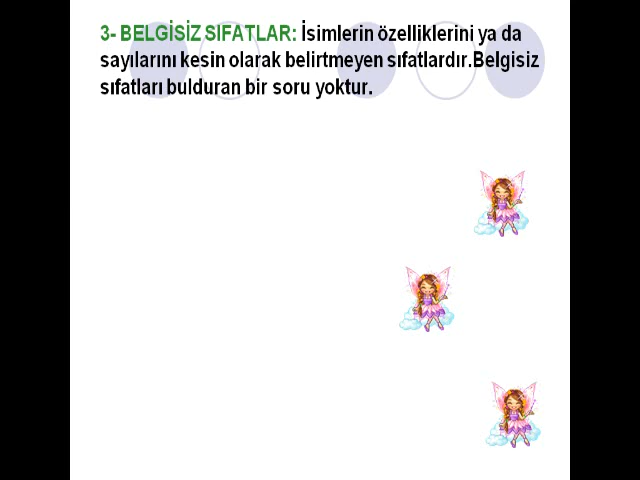 3- BELGİSİZ SIFATLAR: İsimlerin özelliklerini ya da
sayılarını kesin olarak belirtmeyen sıfatlardır.Belgisiz
sıfatları bulduran bir soru yoktur.